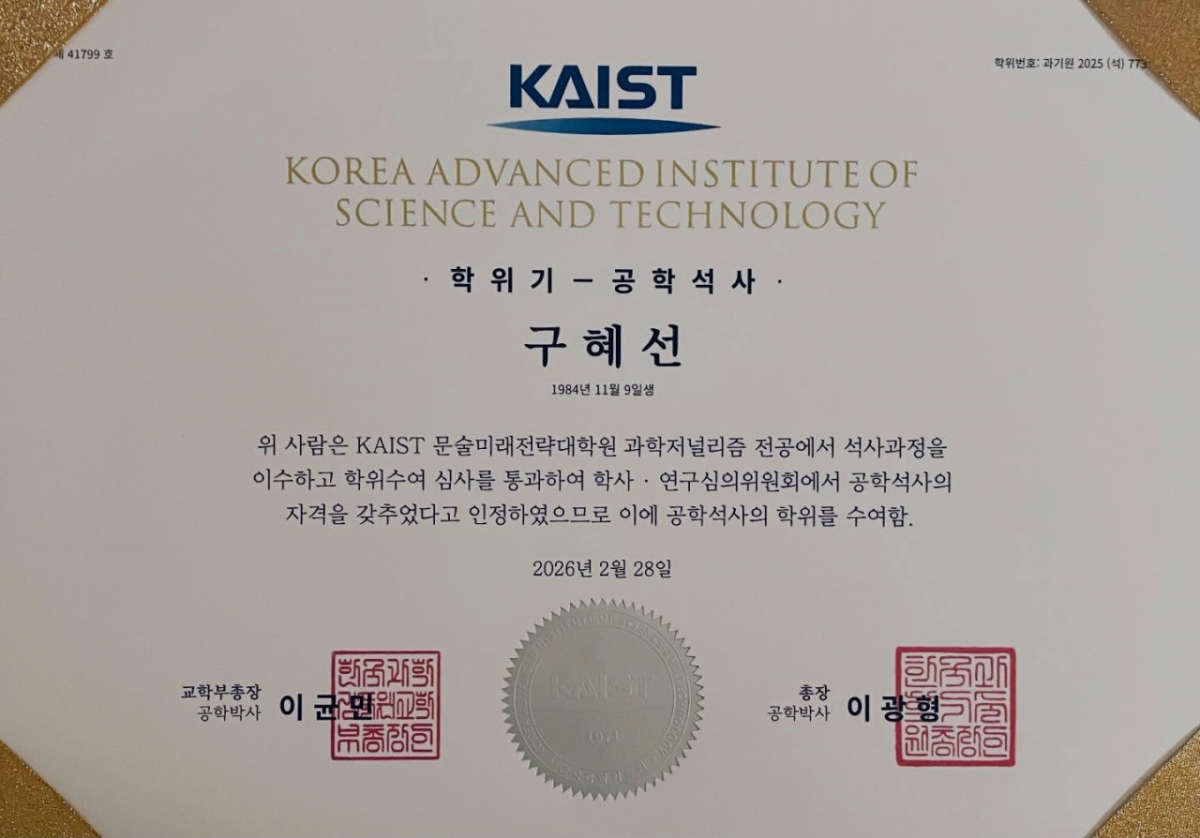 제 41799 호
학위번호: 과기원 2025 (석) 773
KAIST
KOREA ADVANCED INSTITUTE OF
SCIENCE AND TECHNOLOGY
· 학위기 – 공학석사 ·
구혜선
1984년 11월 9일생
위 사람은 KAIST 문술미래전략대학원 과학저널리즘 전공에서 석사과정을
이수하고 학위수여 심사를 통과하여 학사 · 연구심의위원회에서 공학석사의
자격을 갖추었다고 인정하였으므로 이에 공학석사의 학위를 수여함.
2026년 2월 28일
교학부총장
공학박사 이균민
총장
공학박사 이광형
KAIST
1971